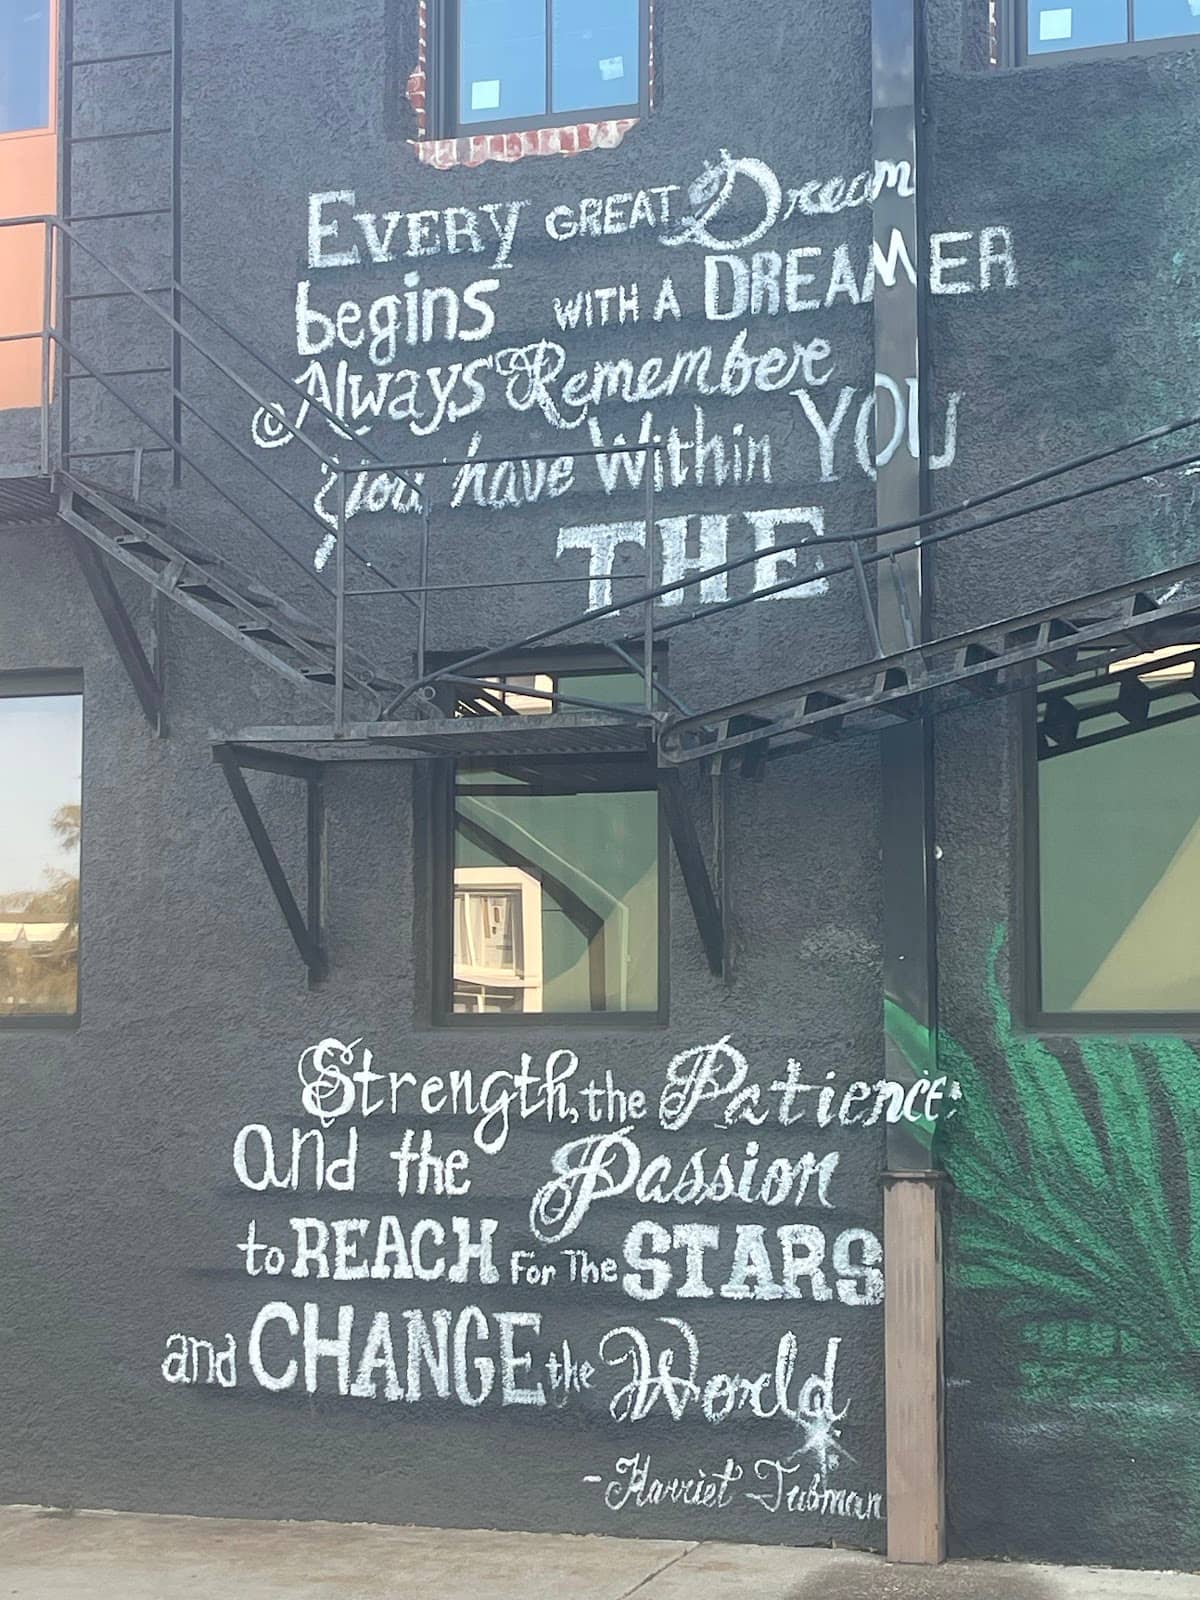 EVERY GREAT Dream
begins WITH A DREAMER
Always Remember
you have Within YOU
THE
Strength, the Patience,
and the Passion
to REACH For The STARS
and CHANGE the World
- Harriet Tubman